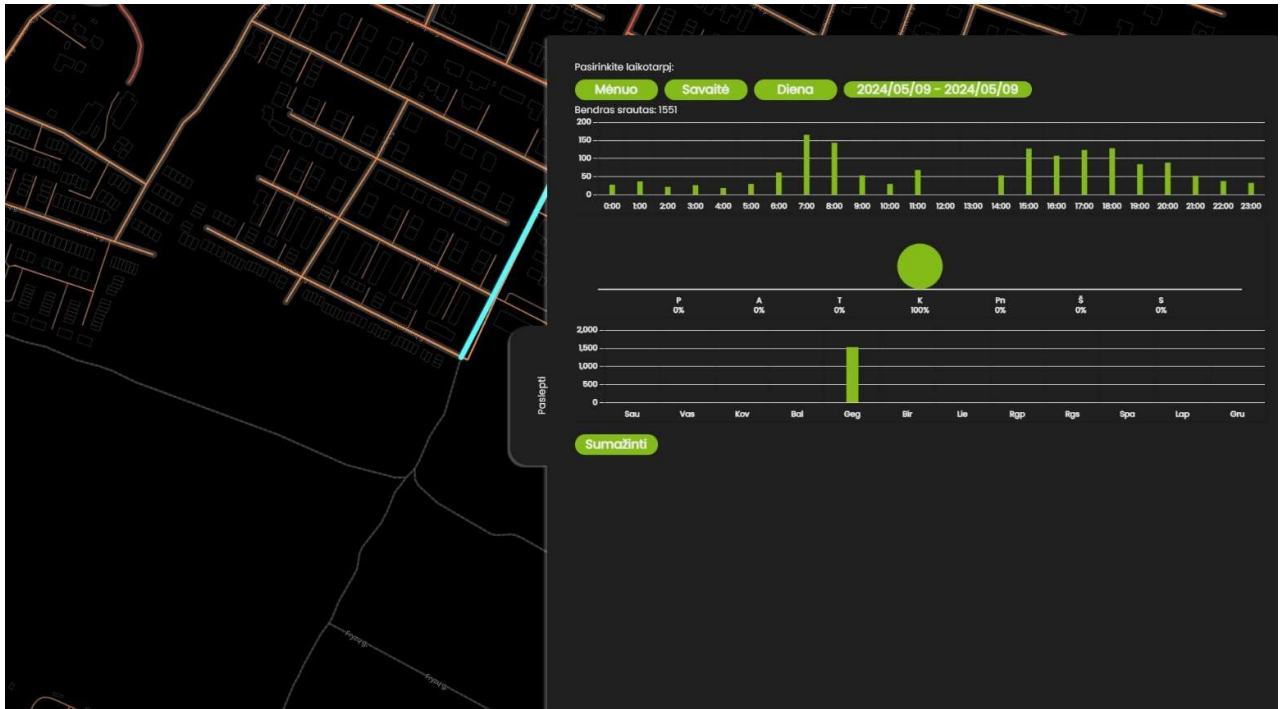 Pasirinkite laikotarpį:
Mėnuo Savaitė Diena 2024/05/09 - 2024/05/09
Bendras srautas: 1551
200
150
100
50
0
0:00 1:00 2:00 3:00 4:00 5:00 6:00 7:00 8:00 9:00 10:00 11:00 12:00 13:00 14:00 15:00 16:00 17:00 18:00 19:00 20:00 21:00 22:00 23:00
P A T K Pn Š S
0% 0% 0% 100% 0% 0% 0%
2,000
1,500
1,000
500
0
Sau Vas Kov Bal Geg Bir Lie Rgp Rgs Spa Lap Gru
Paslėpti
Sumažinti